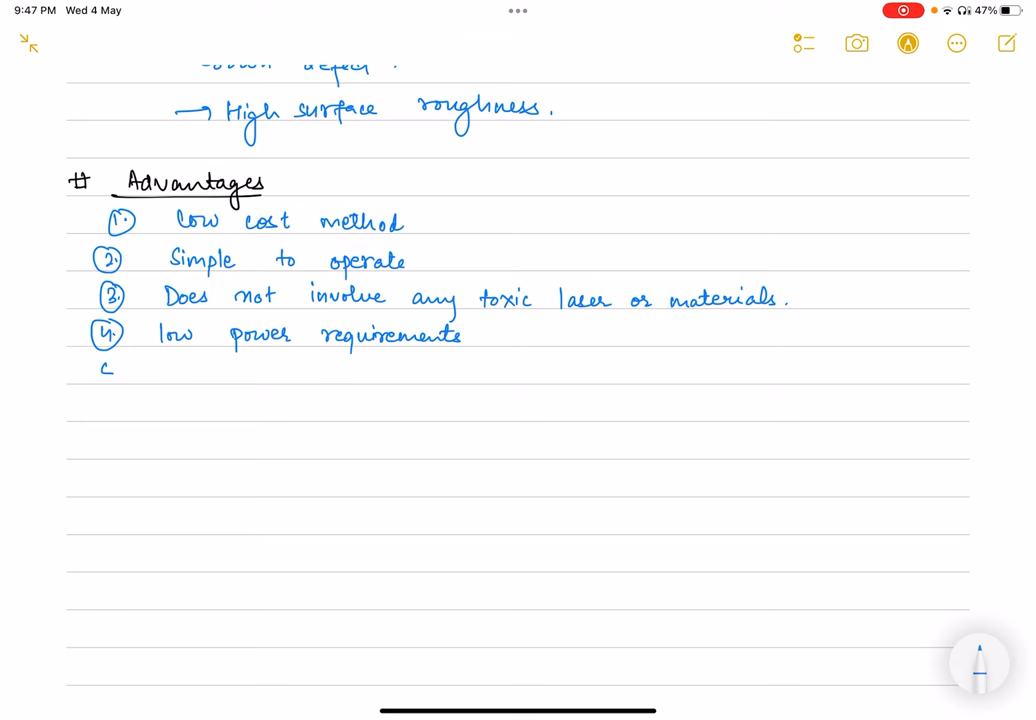 9:47 PM Wed 4 May
47%
defect.
→ High surface roughness.
# Advantages
1. Low cost method
2. Simple to operate
3. Does not involve any toxic laser or materials.
4. low power requirements